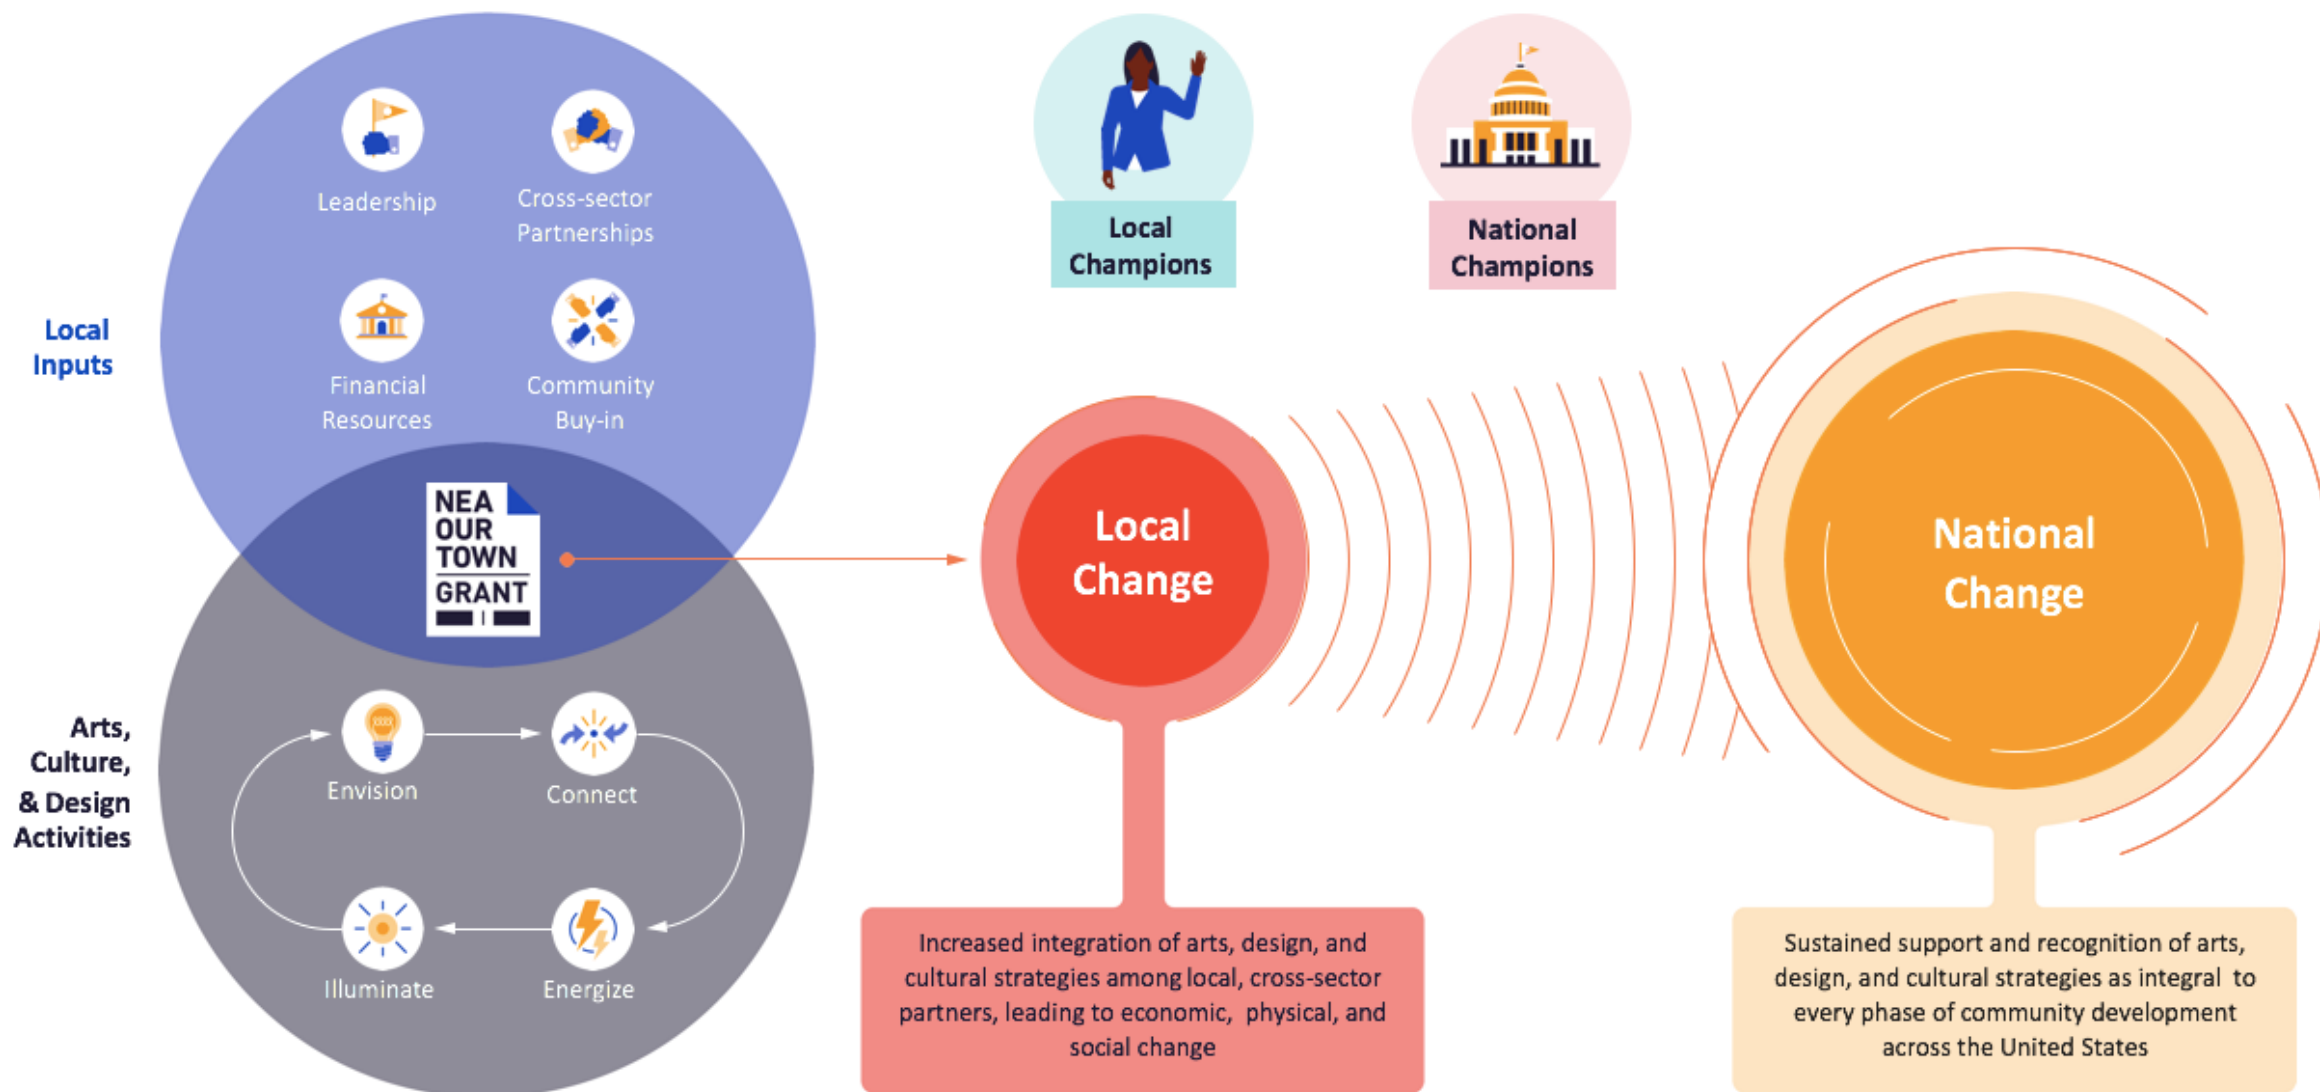 Local
Inputs
Leadership
Cross-sector
Partnerships
Financial
Resources
Community
Buy-in
NEA
OUR
TOWN
GRANT
Arts,
Culture,
& Design
Activities
Envision
Connect
Illuminate
Energize
Local
Champions
National
Champions
Local
Change
National
Change
Increased integration of arts, design, and
cultural strategies among local, cross-sector
partners, leading to economic, physical, and
social change
Sustained support and recognition of arts,
design, and cultural strategies as integral to
every phase of community development
across the United States